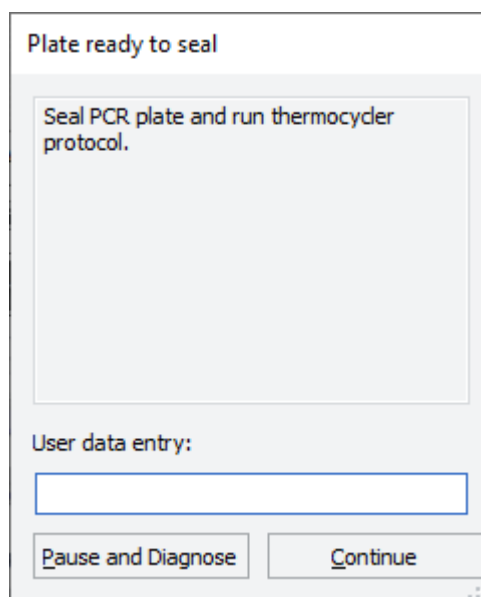 Plate ready to seal
Seal PCR plate and run thermocycler
protocol.
User data entry:
Pause and Diagnose
Continue